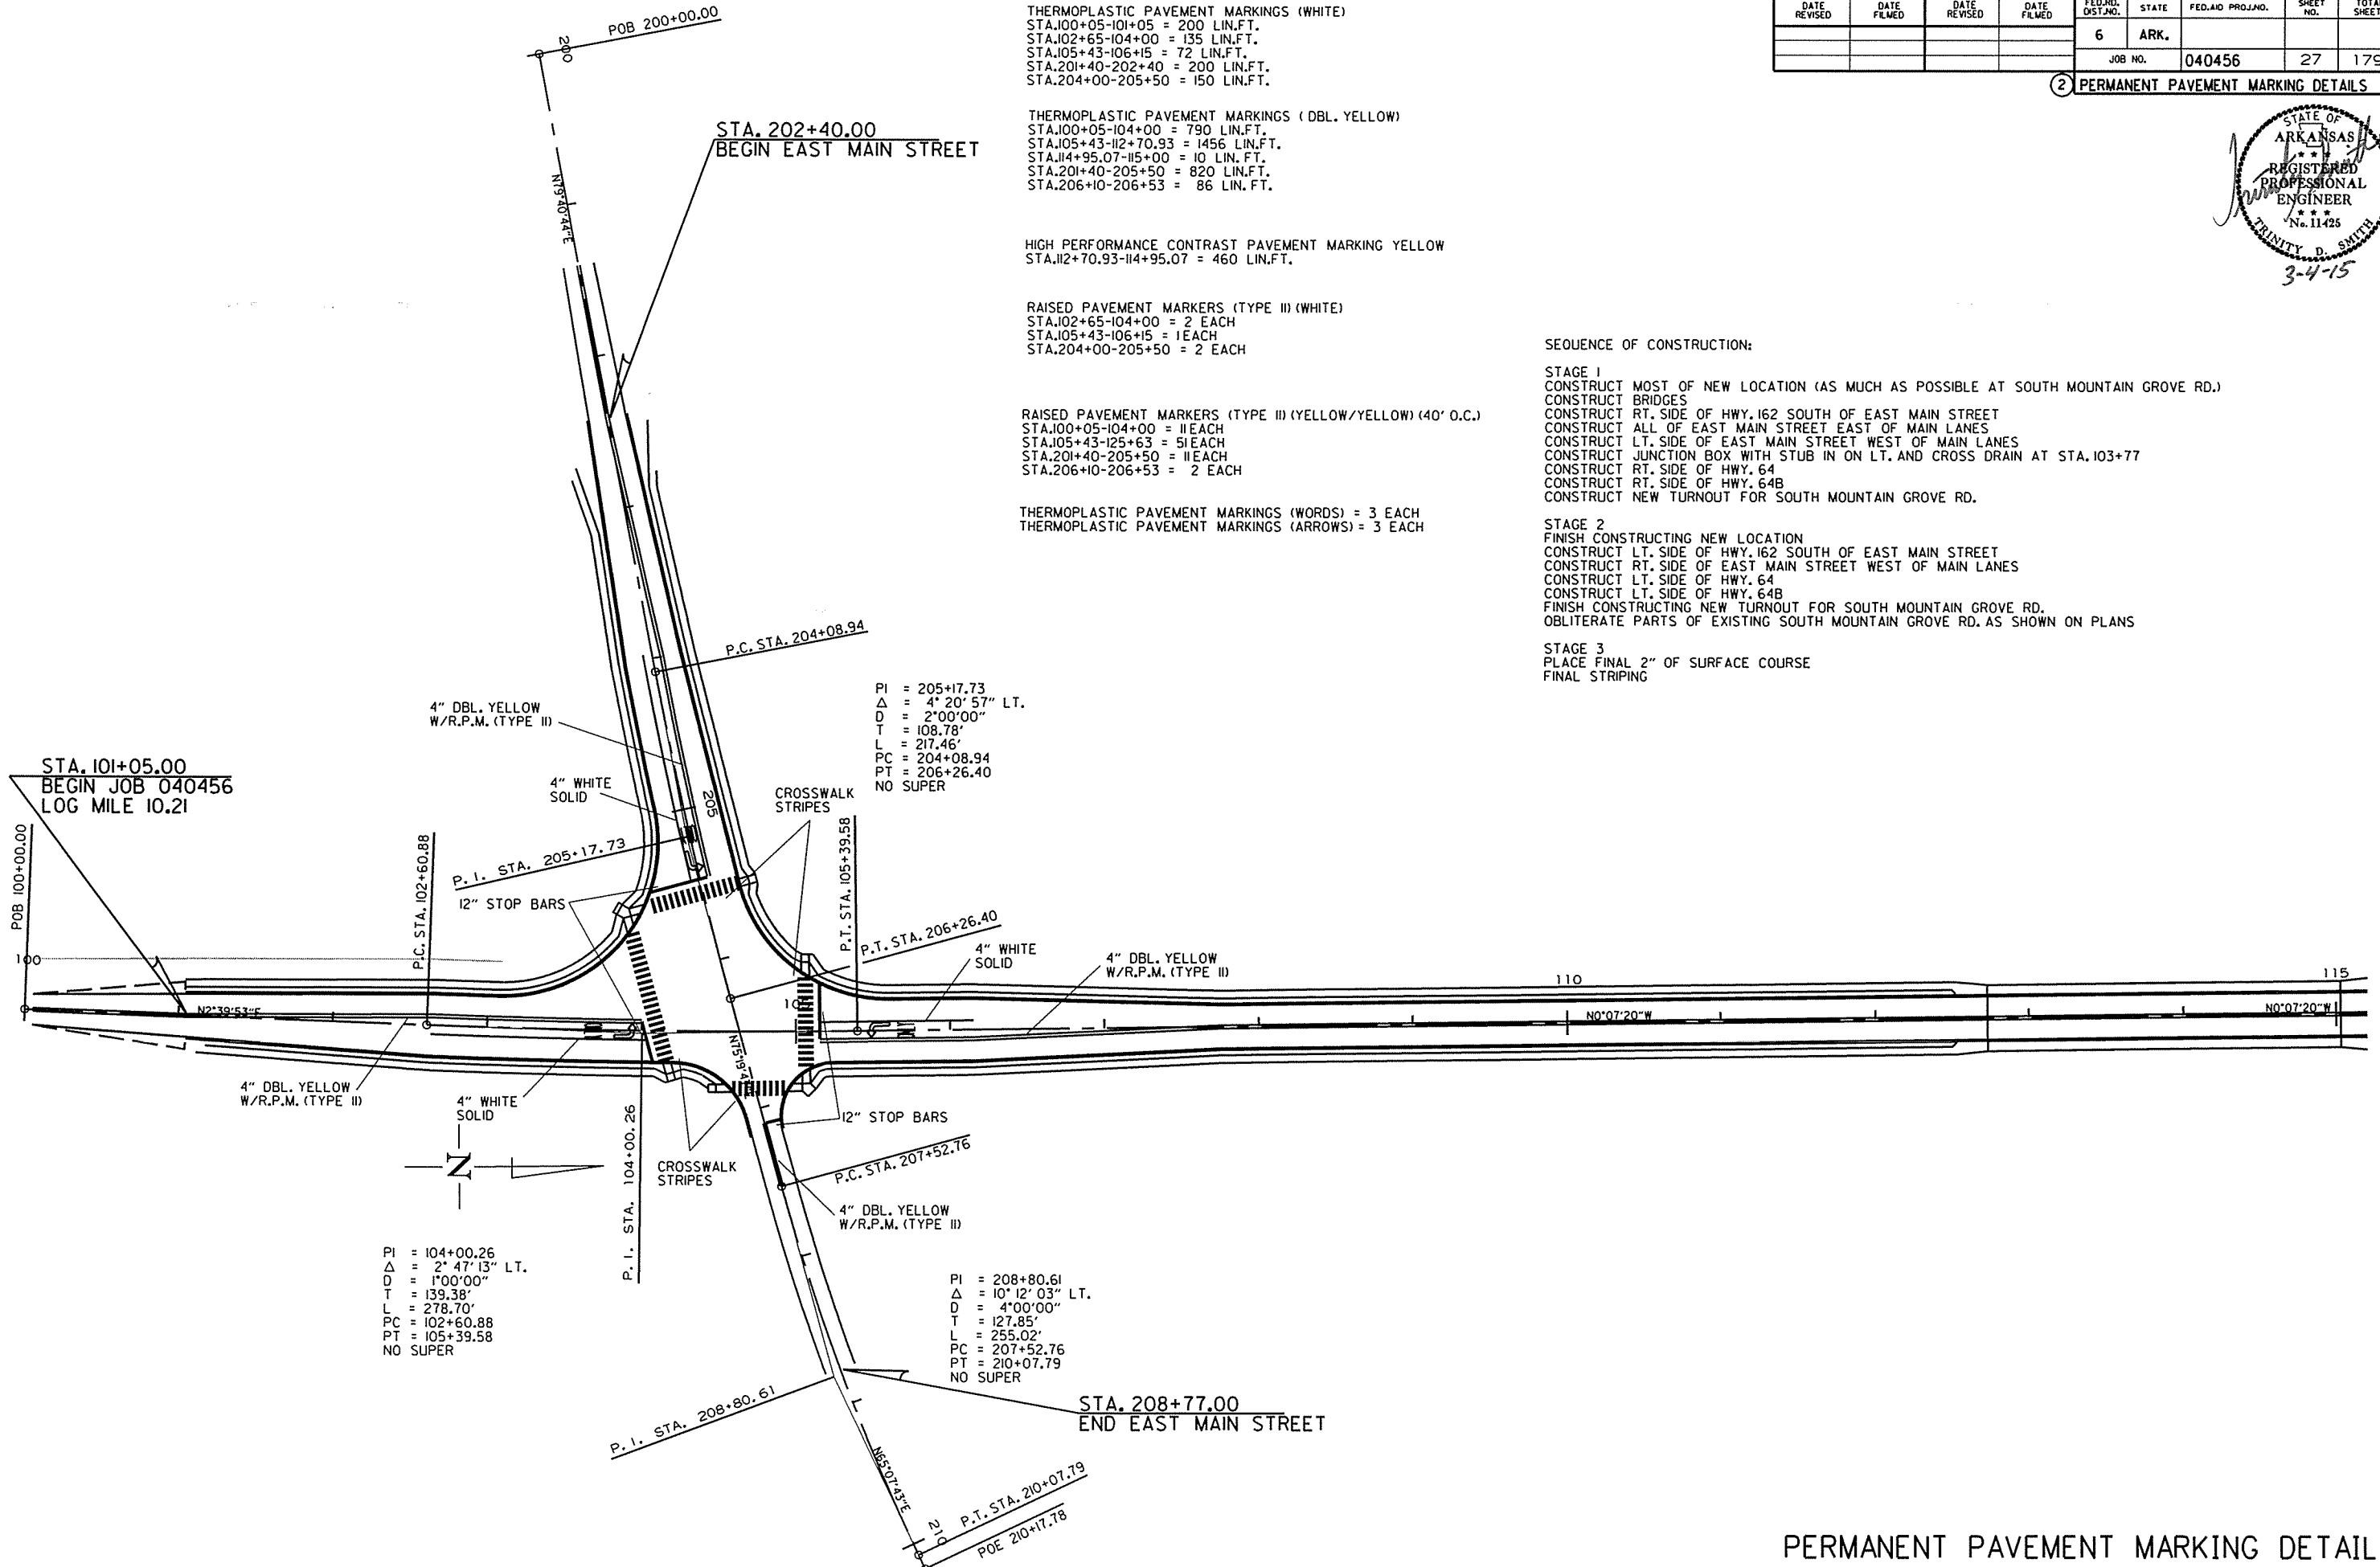 POB 200+00.00
200
STA. 202+40.00
BEGIN EAST MAIN STREET
N79°40'44"E
THERMOPLASTIC PAVEMENT MARKINGS (WHITE)
STA.100+05-101+05 = 200 LIN.FT.
STA.102+65-104+00 = 135 LIN.FT.
STA.105+43-106+15 = 72 LIN.FT.
STA.201+40-202+40 = 200 LIN.FT.
STA.204+00-205+50 = 150 LIN.FT.
THERMOPLASTIC PAVEMENT MARKINGS ( DBL. YELLOW)
STA.100+05-104+00 = 790 LIN.FT.
STA.105+43-112+70.93 = 1456 LIN.FT.
STA.114+95.07-115+00 = 10 LIN. FT.
STA.201+40-205+50 = 820 LIN.FT.
STA.206+10-206+53 = 86 LIN. FT.
HIGH PERFORMANCE CONTRAST PAVEMENT MARKING YELLOW
STA.112+70.93-114+95.07 = 460 LIN.FT.
RAISED PAVEMENT MARKERS (TYPE II) (WHITE)
STA.102+65-104+00 = 2 EACH
STA.105+43-106+15 = 1 EACH
STA.204+00-205+50 = 2 EACH
RAISED PAVEMENT MARKERS (TYPE II) (YELLOW/YELLOW) (40' O.C.)
STA.100+05-104+00 = 11 EACH
STA.105+43-125+63 = 51 EACH
STA.201+40-205+50 = 11 EACH
STA.206+10-206+53 = 2 EACH
THERMOPLASTIC PAVEMENT MARKINGS (WORDS) = 3 EACH
THERMOPLASTIC PAVEMENT MARKINGS (ARROWS) = 3 EACH
DATE REVISED
DATE FILMED
DATE REVISED
DATE FILMED
FED.RD. DIST.NO.
STATE
FED.AID PROJ.NO.
SHEET NO.
6
ARK.
JOB NO.
040456
27
179
2 PERMANENT PAVEMENT MARKING DETAILS
STATE OF
ARKANSAS
REGISTERED
PROFESSIONAL
ENGINEER
No. 11425
TRINITY D. SMITH
3-4-15
SEQUENCE OF CONSTRUCTION:
STAGE 1
CONSTRUCT MOST OF NEW LOCATION (AS MUCH AS POSSIBLE AT SOUTH MOUNTAIN GROVE RD.)
CONSTRUCT BRIDGES
CONSTRUCT RT. SIDE OF HWY. 162 SOUTH OF EAST MAIN STREET
CONSTRUCT ALL OF EAST MAIN STREET EAST OF MAIN LANES
CONSTRUCT LT. SIDE OF EAST MAIN STREET WEST OF MAIN LANES
CONSTRUCT JUNCTION BOX WITH STUB IN ON LT. AND CROSS DRAIN AT STA. 103+77
CONSTRUCT RT. SIDE OF HWY. 64
CONSTRUCT RT. SIDE OF HWY. 64B
CONSTRUCT NEW TURNOUT FOR SOUTH MOUNTAIN GROVE RD.
STAGE 2
FINISH CONSTRUCTING NEW LOCATION
CONSTRUCT LT. SIDE OF HWY. 162 SOUTH OF EAST MAIN STREET
CONSTRUCT RT. SIDE OF EAST MAIN STREET WEST OF MAIN LANES
CONSTRUCT LT. SIDE OF HWY. 64
CONSTRUCT LT. SIDE OF HWY. 64B
FINISH CONSTRUCTING NEW TURNOUT FOR SOUTH MOUNTAIN GROVE RD.
OBLITERATE PARTS OF EXISTING SOUTH MOUNTAIN GROVE RD. AS SHOWN ON PLANS
STAGE 3
PLACE FINAL 2" OF SURFACE COURSE
FINAL STRIPING
P.C. STA. 204+08.94
4" DBL. YELLOW
W/R.P.M. (TYPE II)
PI = 205+17.73
Δ = 4° 20' 57" LT.
D = 2°00'00"
T = 108.78'
L = 217.46'
PC = 204+08.94
PT = 206+26.40
NO SUPER
STA. 101+05.00
BEGIN JOB 040456
LOG MILE 10.21
4" WHITE
SOLID
205
CROSSWALK
STRIPES
POB 100+00.00
100
P.C. STA. 102+60.88
P. I. STA. 205+17.73
12" STOP BARS
P.T. STA. 105+39.58
P.T. STA. 206+26.40
4" WHITE
SOLID
4" DBL. YELLOW
W/R.P.M. (TYPE II)
105
110
115
N2°39'53"E
N0°07'20"W
N0°07'20"W
4" DBL. YELLOW
W/R.P.M. (TYPE II)
4" WHITE
SOLID
12" STOP BARS
N
P. I. STA. 104+00.26
CROSSWALK
STRIPES
P.C. STA. 207+52.76
4" DBL. YELLOW
W/R.P.M. (TYPE II)
PI = 104+00.26
Δ = 2° 47' 13" LT.
D = 1°00'00"
T = 139.38'
L = 278.70'
PC = 102+60.88
PT = 105+39.58
NO SUPER
PI = 208+80.61
Δ = 10° 12' 03" LT.
D = 4°00'00"
T = 127.85'
L = 255.02'
PC = 207+52.76
PT = 210+07.79
NO SUPER
P. I. STA. 208+80.61
STA. 208+77.00
END EAST MAIN STREET
N65°07'43"E
210
P.T. STA. 210+07.79
POE 210+17.78
PERMANENT PAVEMENT MARKING DETAIL